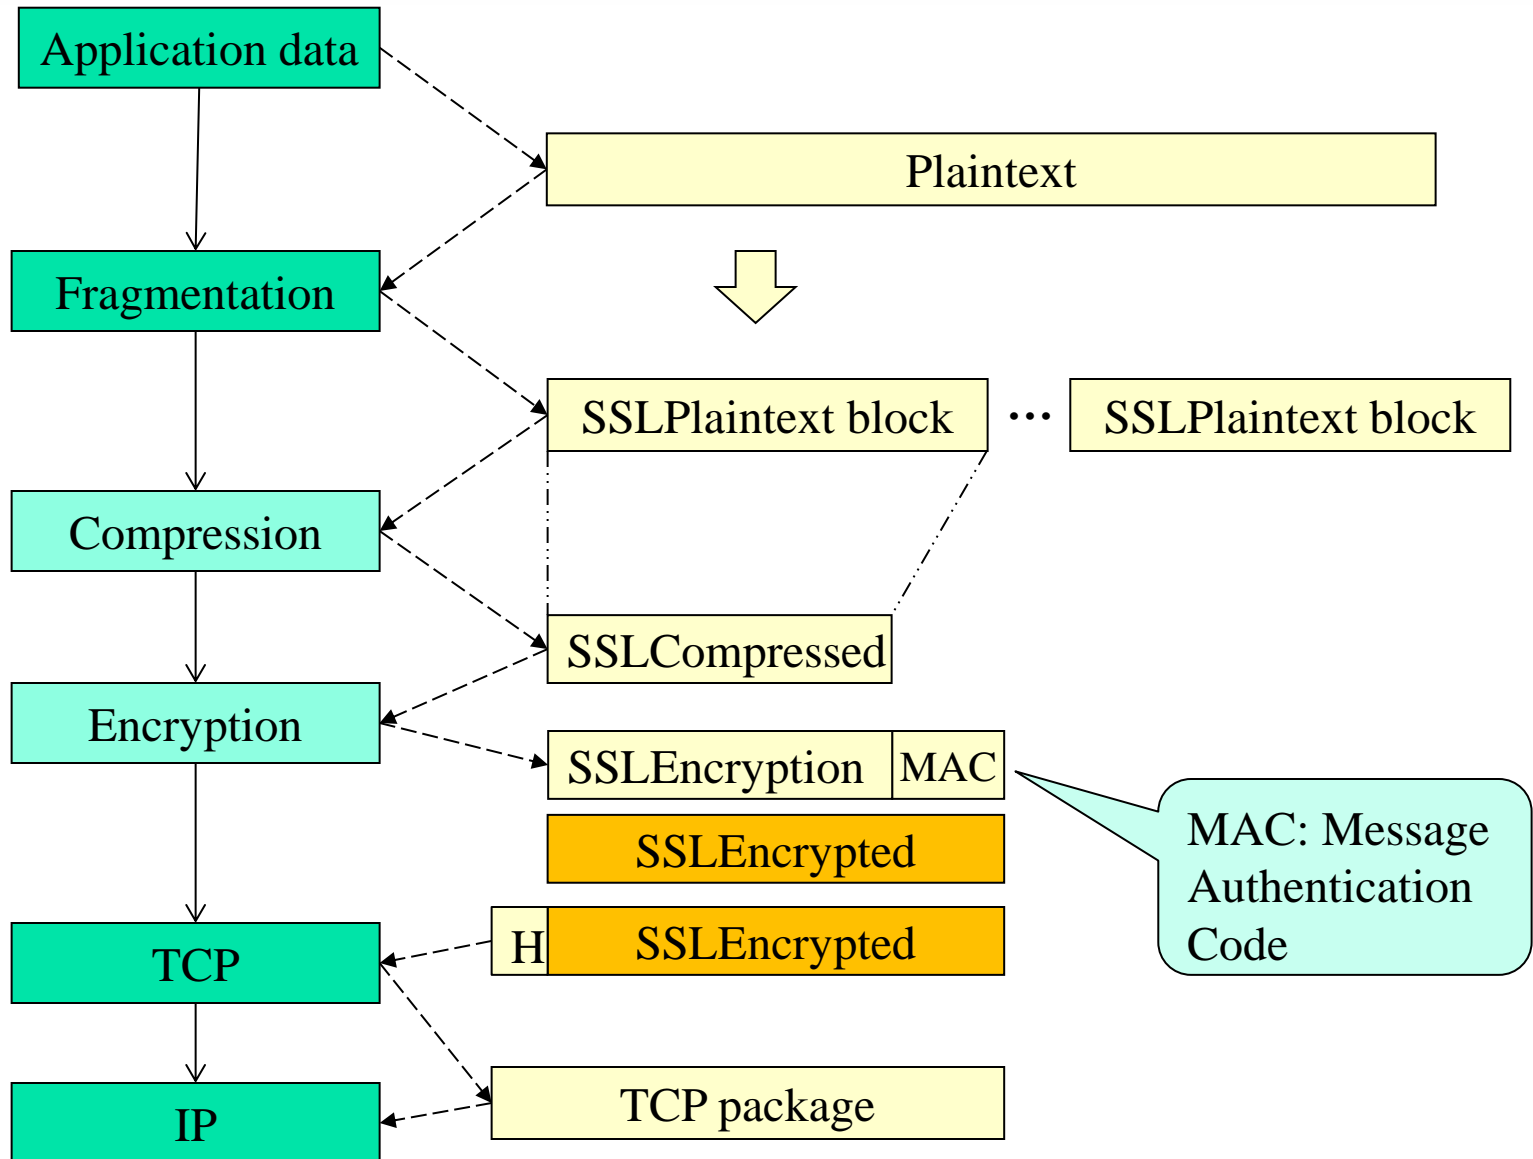 Application data
Plaintext
Fragmentation
SSLPlaintext block ... SSLPlaintext block
Compression
SSLCompressed
Encryption
SSLEncryption MAC
MAC: Message
Authentication
Code
SSLEncrypted
H SSLEncrypted
TCP
TCP package
IP